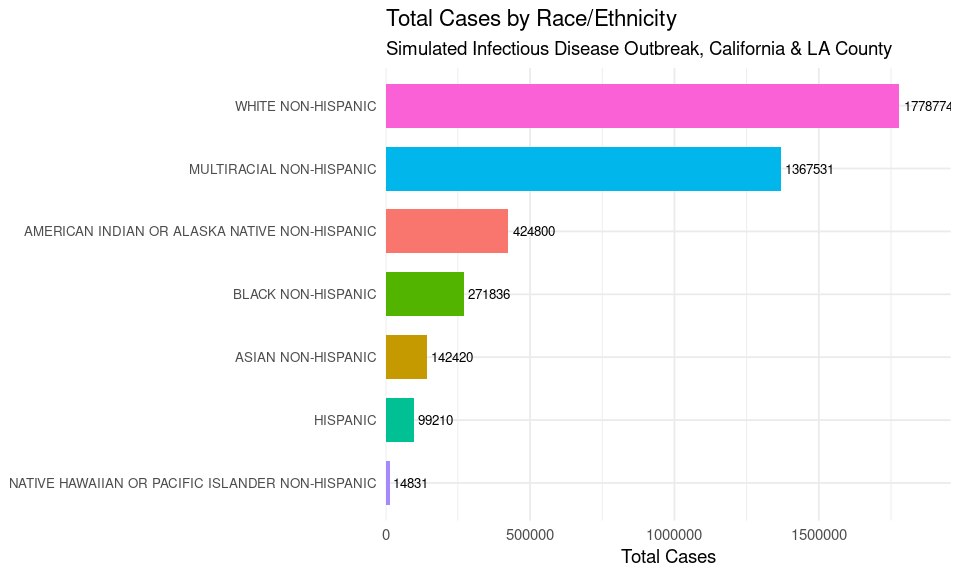 Total Cases by Race/Ethnicity
Simulated Infectious Disease Outbreak, California & LA County
WHITE NON-HISPANIC 1778774
MULTIRACIAL NON-HISPANIC 1367531
AMERICAN INDIAN OR ALASKA NATIVE NON-HISPANIC 424800
BLACK NON-HISPANIC 271836
ASIAN NON-HISPANIC 142420
HISPANIC 99210
NATIVE HAWAIIAN OR PACIFIC ISLANDER NON-HISPANIC 14831
0 500000 1000000 1500000
Total Cases